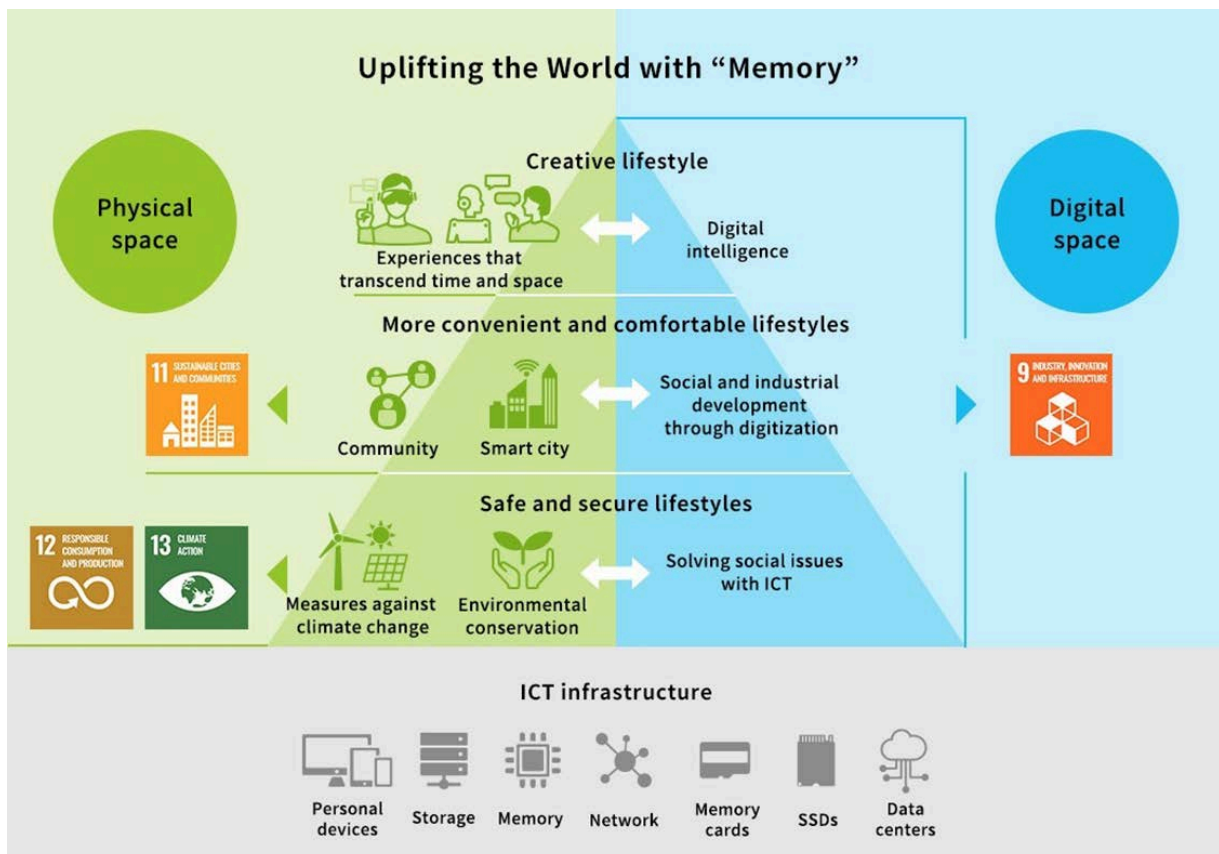 Uplifting the World with “Memory”
Physical
space
Digital
space
Creative lifestyle
Experiences that
transcend time and space
Digital
intelligence
More convenient and comfortable lifestyles
11 SUSTAINABLE CITIES
AND COMMUNITIES
Community
Smart city
Social and industrial
development
through digitization
9 INDUSTRY, INNOVATION
AND INFRASTRUCTURE
Safe and secure lifestyles
12 RESPONSIBLE
CONSUMPTION
AND PRODUCTION
13 CLIMATE
ACTION
Measures against
climate change
Environmental
conservation
Solving social issues
with ICT
ICT infrastructure
Personal
devices
Storage
Memory
Network
Memory
cards
SSDs
Data
centers